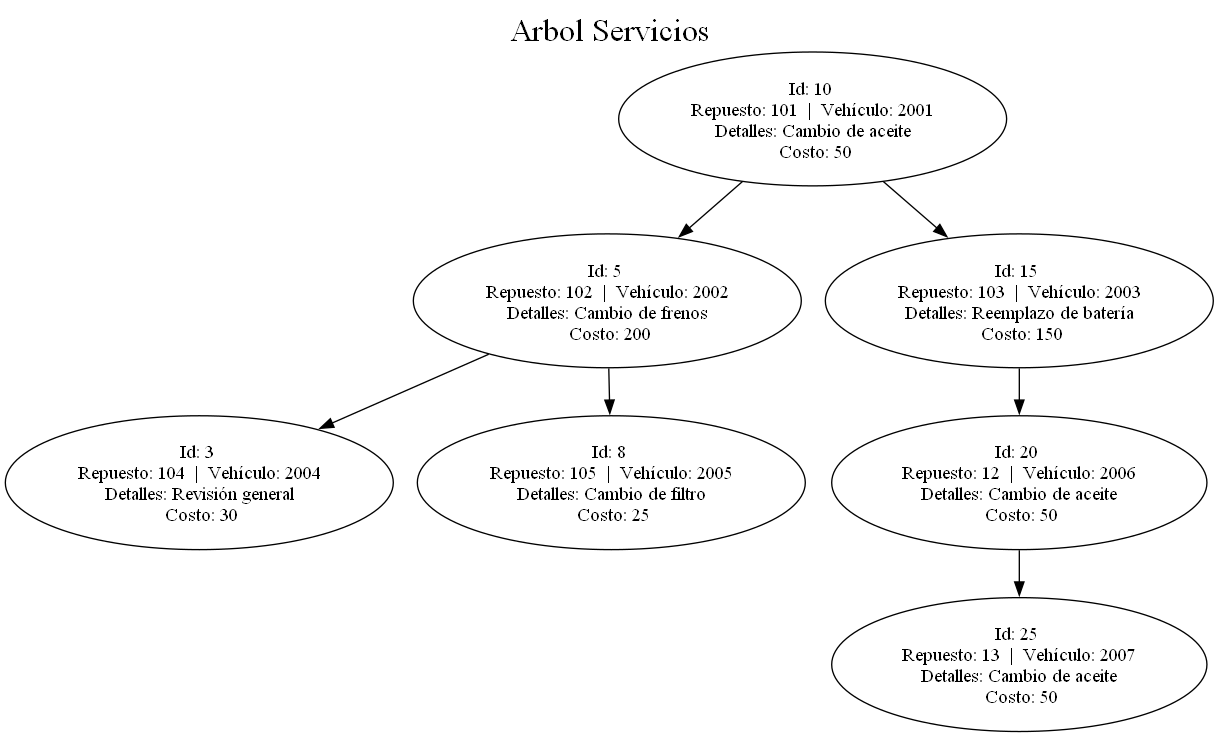 Arbol Servicios
Id: 10
Repuesto: 101 | Vehículo: 2001
Detalles: Cambio de aceite
Costo: 50
Id: 5
Repuesto: 102 | Vehículo: 2002
Detalles: Cambio de frenos
Costo: 200
Id: 15
Repuesto: 103 | Vehículo: 2003
Detalles: Reemplazo de batería
Costo: 150
Id: 3
Repuesto: 104 | Vehículo: 2004
Detalles: Revisión general
Costo: 30
Id: 8
Repuesto: 105 | Vehículo: 2005
Detalles: Cambio de filtro
Costo: 25
Id: 20
Repuesto: 12 | Vehículo: 2006
Detalles: Cambio de aceite
Costo: 50
Id: 25
Repuesto: 13 | Vehículo: 2007
Detalles: Cambio de aceite
Costo: 50